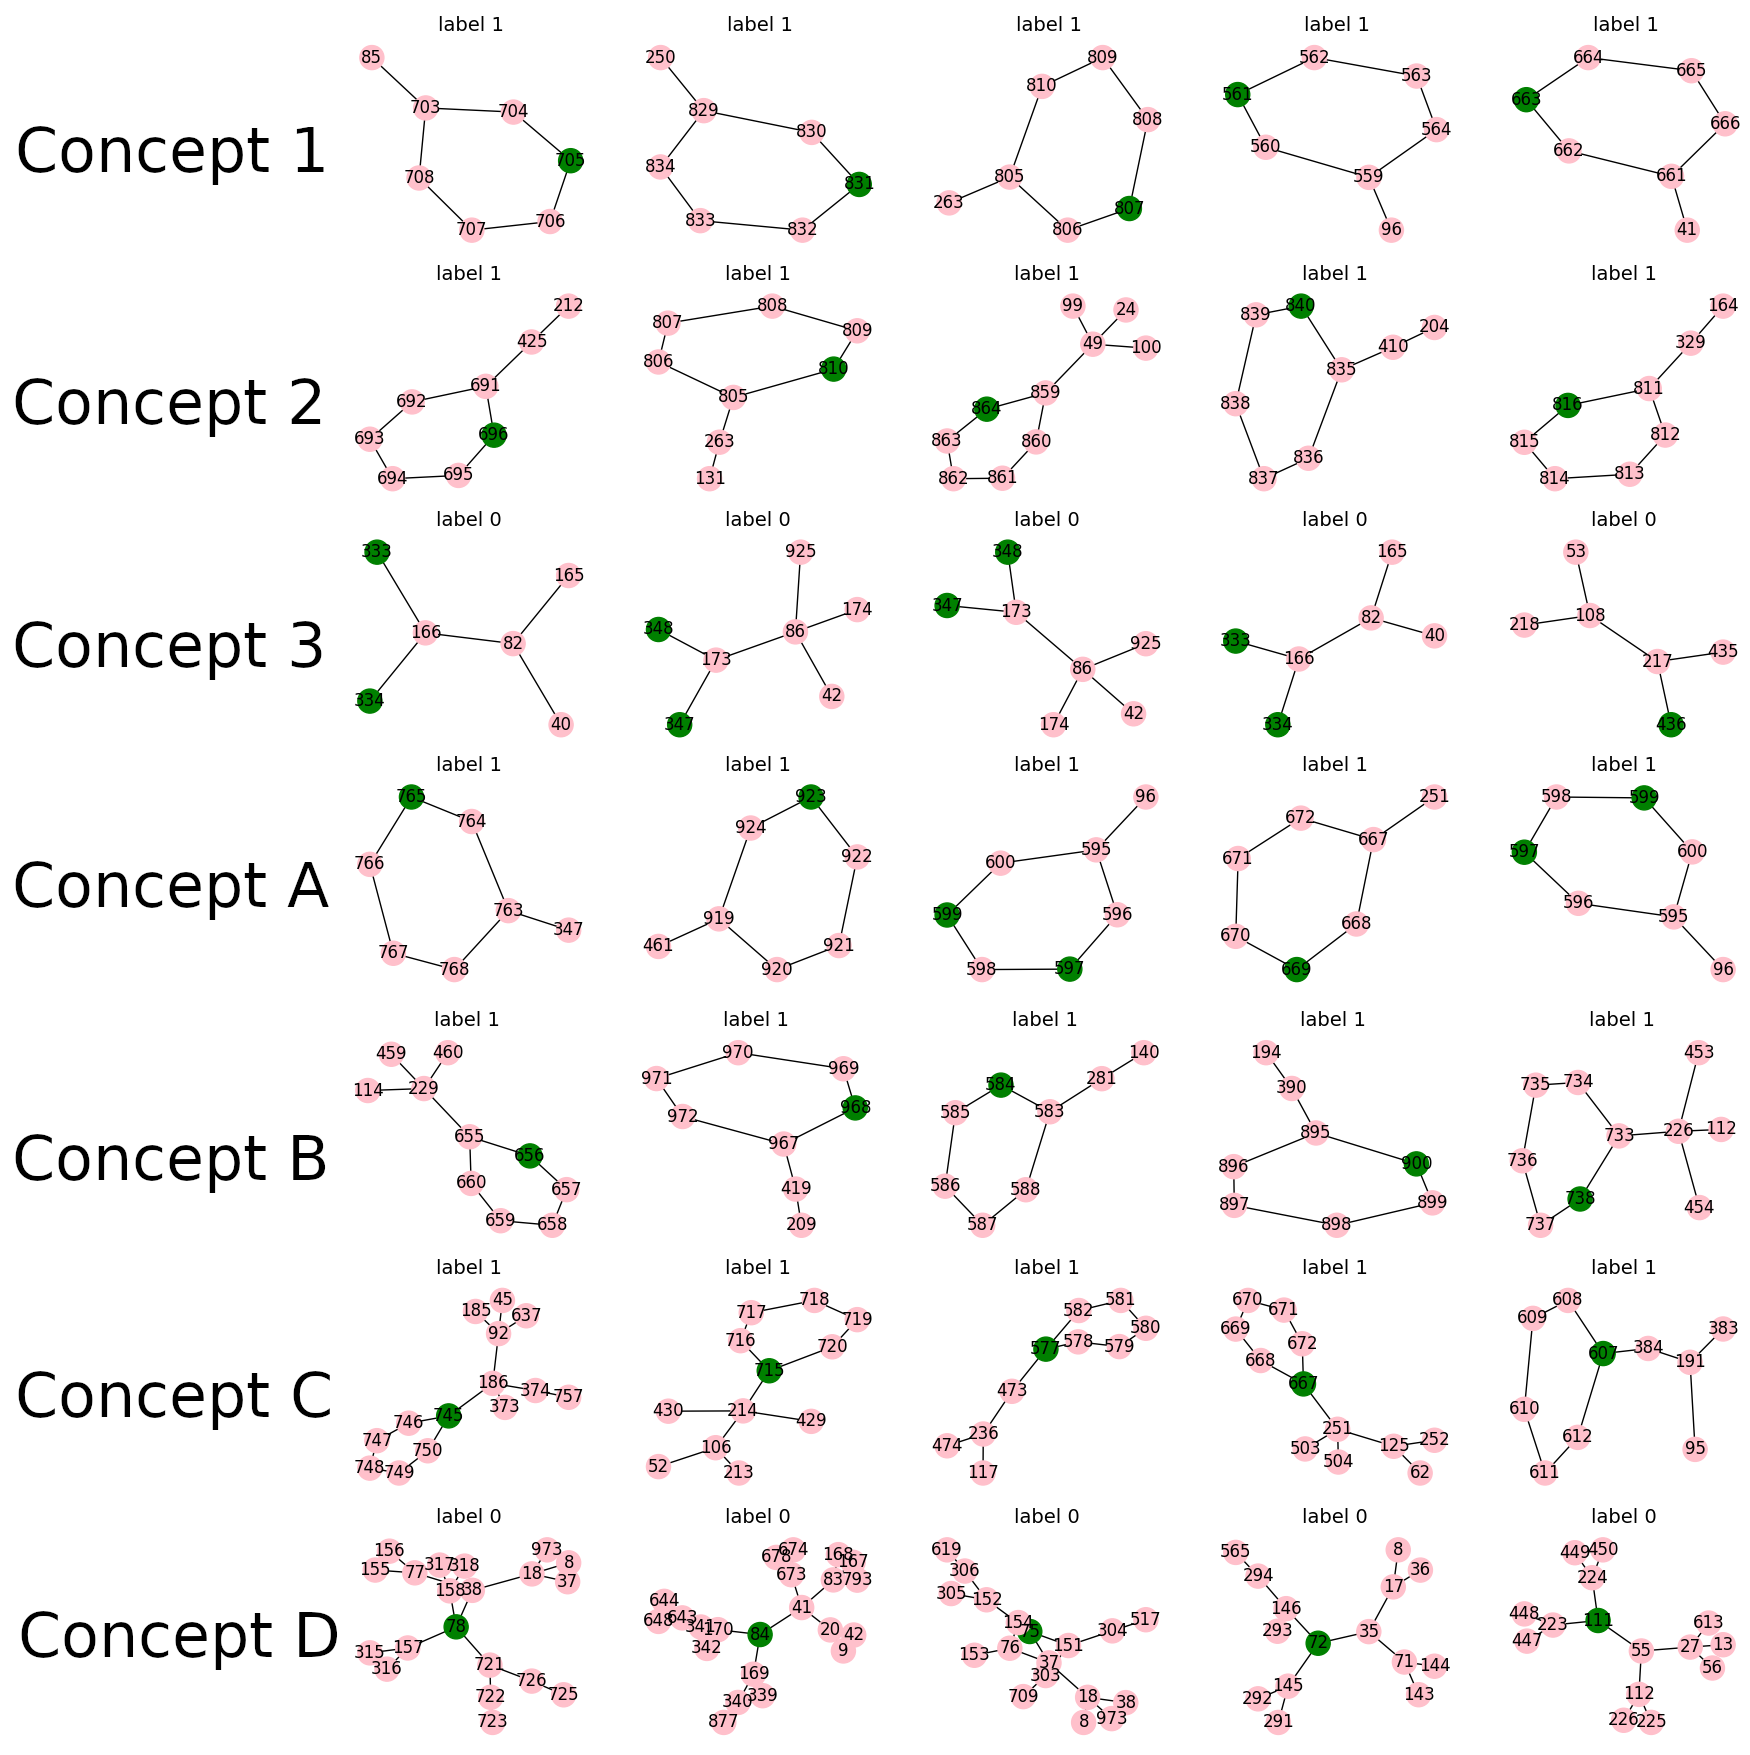 label 1 label 1 label 1 label 1 label 1
Concept 1
85 703 704 705 706 707 708
250 829 830 831 832 833 834
809 810 808 805 263 806 807
562 561 563 564 560 559 96
664 663 665 666 662 661 41
label 1 label 1 label 1 label 1 label 1
Concept 2
212 425 691 692 693 696 694 695
808 807 809 806 810 805 263 131
99 24 49 100 859 864 863 860 862 861
840 839 204 410 835 838 836 837
164 329 811 816 815 812 814 813
label 0 label 0 label 0 label 0 label 0
Concept 3
333 165 166 82 334 40
925 174 348 86 173 42 347
348 347 173 925 86 42 174
165 333 82 40 166 334
53 108 218 217 435 436
label 1 label 1 label 1 label 1 label 1
Concept A
765 764 766 763 347 767 768
923 924 922 919 461 921 920
96 595 600 599 596 598 597
251 672 667 671 668 670 669
598 599 597 600 596 595 96
label 1 label 1 label 1 label 1 label 1
Concept B
459 460 114 229 655 656 660 657 659 658
970 969 971 972 968 967 419 209
140 584 281 585 583 586 588 587
194 390 895 896 900 897 899 898
453 735 734 733 226 112 736 738 737 454
label 1 label 1 label 1 label 1 label 1
Concept C
45 185 637 92 186 374 757 373 745 746 747 750 748 749
718 717 719 716 720 715 430 214 429 106 52 213
581 582 580 577 578 579 473 236 474 117
670 671 669 672 668 667 251 503 504 125 252 62
608 609 383 607 384 191 610 612 95 611
label 0 label 0 label 0 label 0 label 0
Concept D
156 155 77 317 318 973 8 18 37 158 38 78 157 315 316 721 726 725 722 723
674 678 168 167 673 837 793 644 41 643 648 341 170 84 20 42 342 9 169 340 339 877
619 306 305 152 517 154 75 304 76 151 153 37 303 709 18 38 8 973
565 8 294 36 17 146 293 72 35 71 144 145 292 143 291
449 450 224 448 223 111 613 447 55 27 13 56 112 226 225